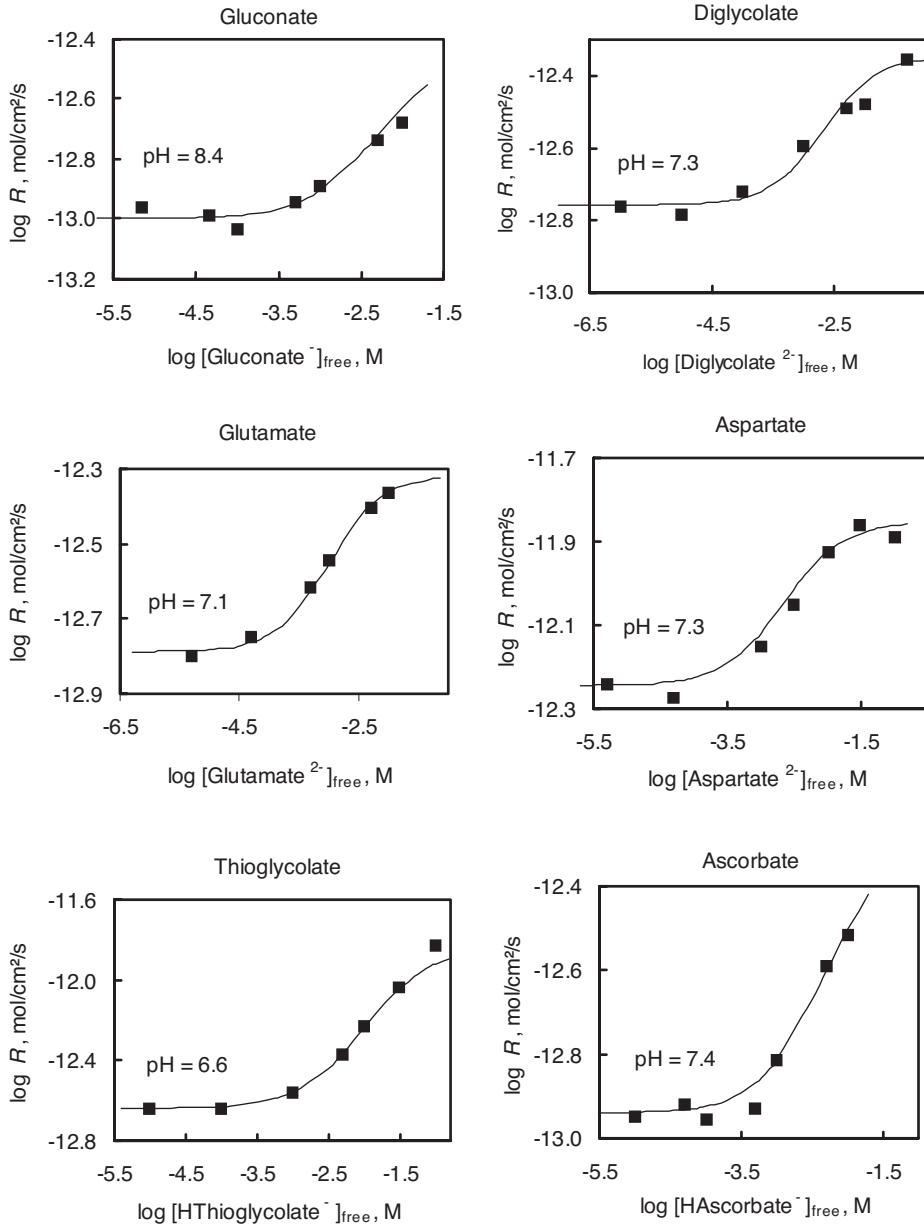 Gluconate
-12.4
-12.6
-12.8
-13.0
-13.2
log R, mol/cm²/s
pH = 8.4
-5.5 -4.5 -3.5 -2.5 -1.5
log [Gluconate⁻]free, M
Diglycolate
-12.4
-12.6
-12.8
-13.0
log R, mol/cm²/s
pH = 7.3
-6.5 -4.5 -2.5
log [Diglycolate ²⁻]free, M
Glutamate
-12.3
-12.5
-12.7
-12.9
log R, mol/cm²/s
pH = 7.1
-6.5 -4.5 -2.5
log [Glutamate ²⁻]free, M
Aspartate
-11.7
-11.9
-12.1
-12.3
log R, mol/cm²/s
pH = 7.3
-5.5 -3.5 -1.5
log [Aspartate ²⁻]free, M
Thioglycolate
-11.6
-12.0
-12.4
-12.8
log R, mol/cm²/s
pH = 6.6
-5.5 -4.5 -3.5 -2.5 -1.5
log [HThioglycolate⁻]free, M
Ascorbate
-12.4
-12.6
-12.8
-13.0
log R, mol/cm²/s
pH = 7.4
-5.5 -3.5 -1.5
log [HAscorbate⁻]free, M